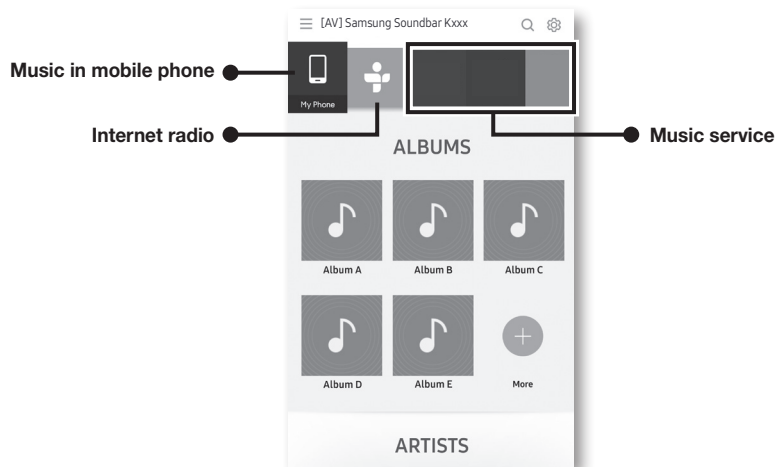 [AV] Samsung Soundbar Kxxx
Music in mobile phone
My Phone
Internet radio
Music service
ALBUMS
Album A
Album B
Album C
Album D
Album E
More
ARTISTS